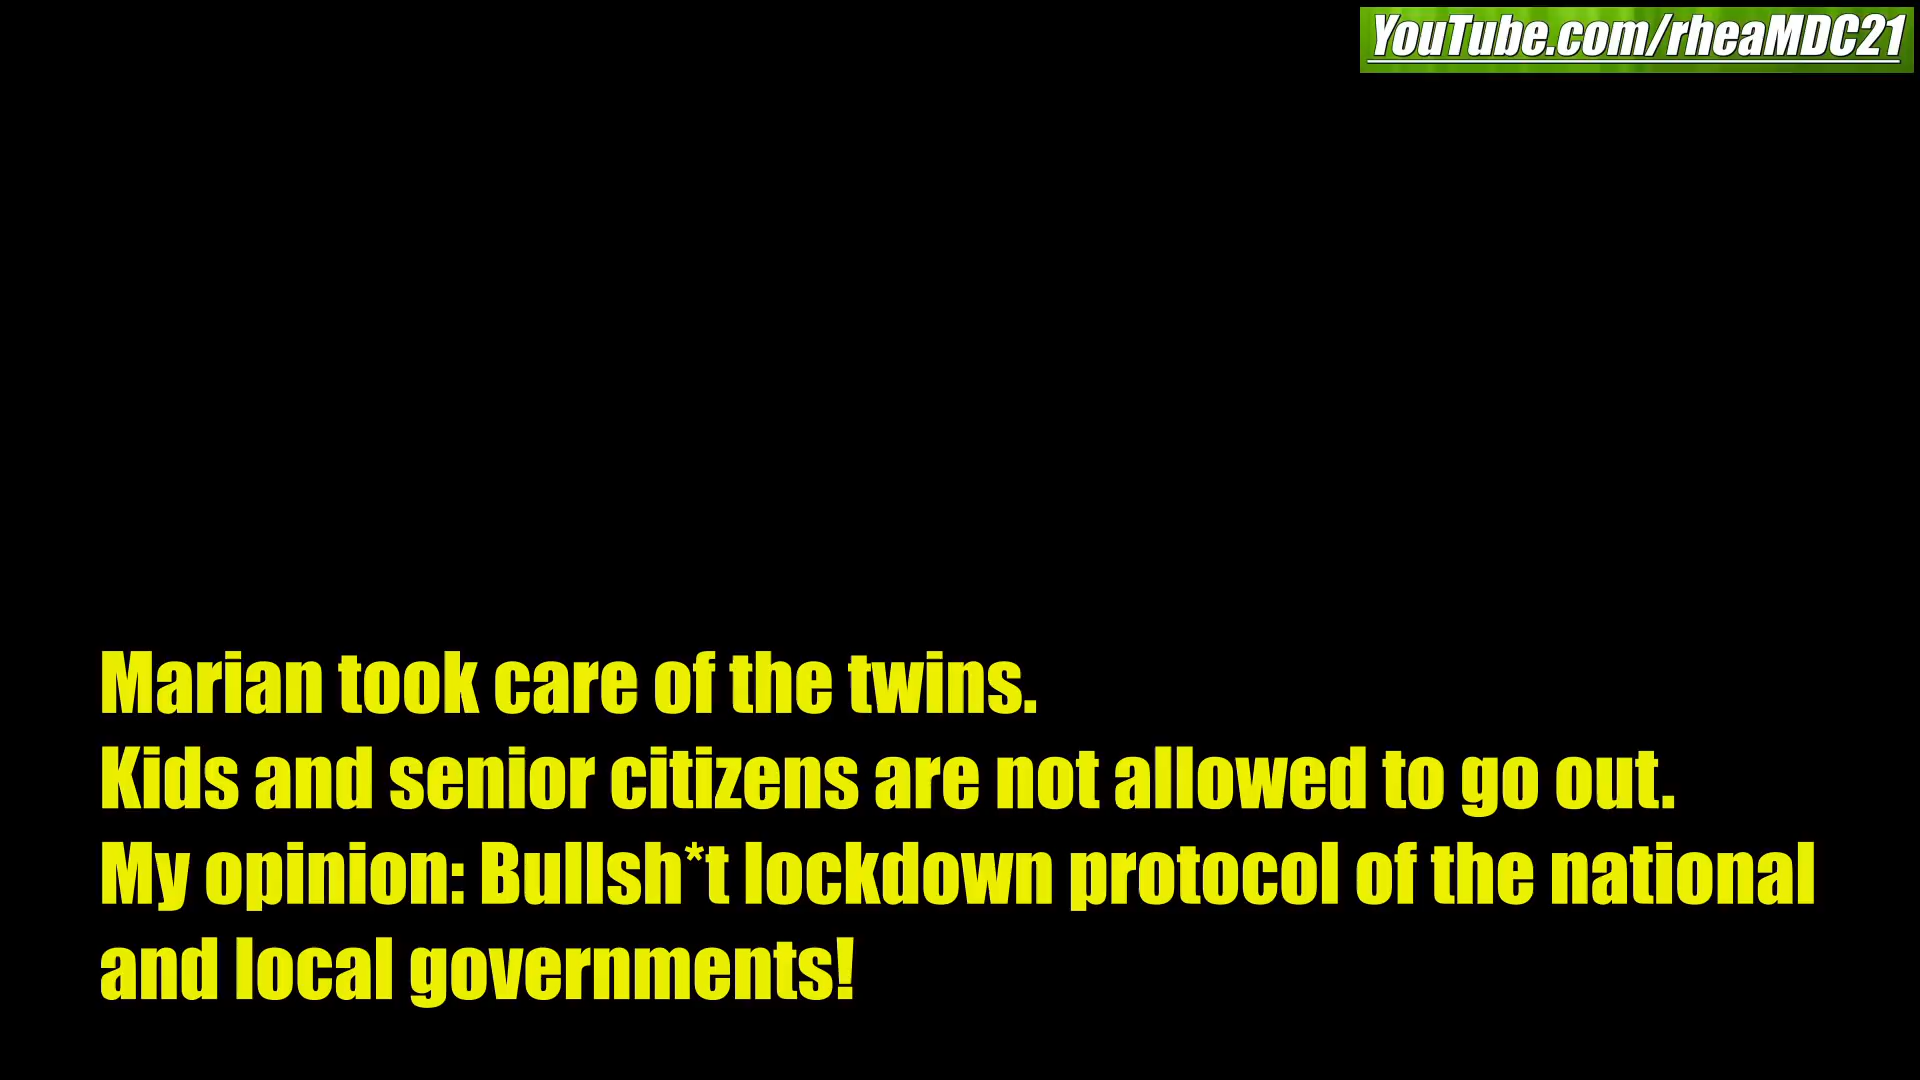 YouTube.com/rheaMDC21
Marian took care of the twins.
Kids and senior citizens are not allowed to go out.
My opinion: Bullsh*t lockdown protocol of the national
and local governments!